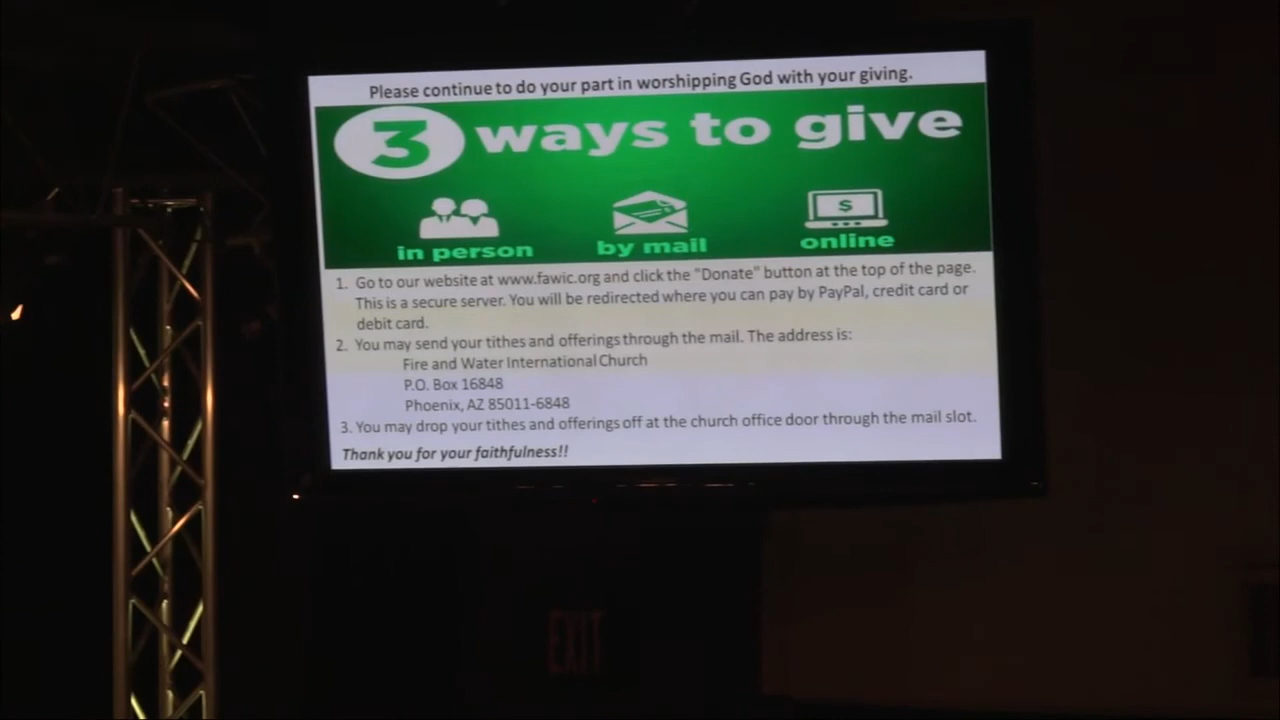 Please continue to do your part in worshipping God with your giving.
3 ways to give
$
in person by mail online
1. Go to our website at www.fawic.org and click the "Donate" button at the top of the page.
This is a secure server. You will be redirected where you can pay by PayPal, credit card or
debit card.
2. You may send your tithes and offerings through the mail. The address is:
Fire and Water International Church
P.O. Box 16848
Phoenix, AZ 85011-6848
3. You may drop your tithes and offerings off at the church office door through the mail slot.
Thank you for your faithfulness!!
EXIT